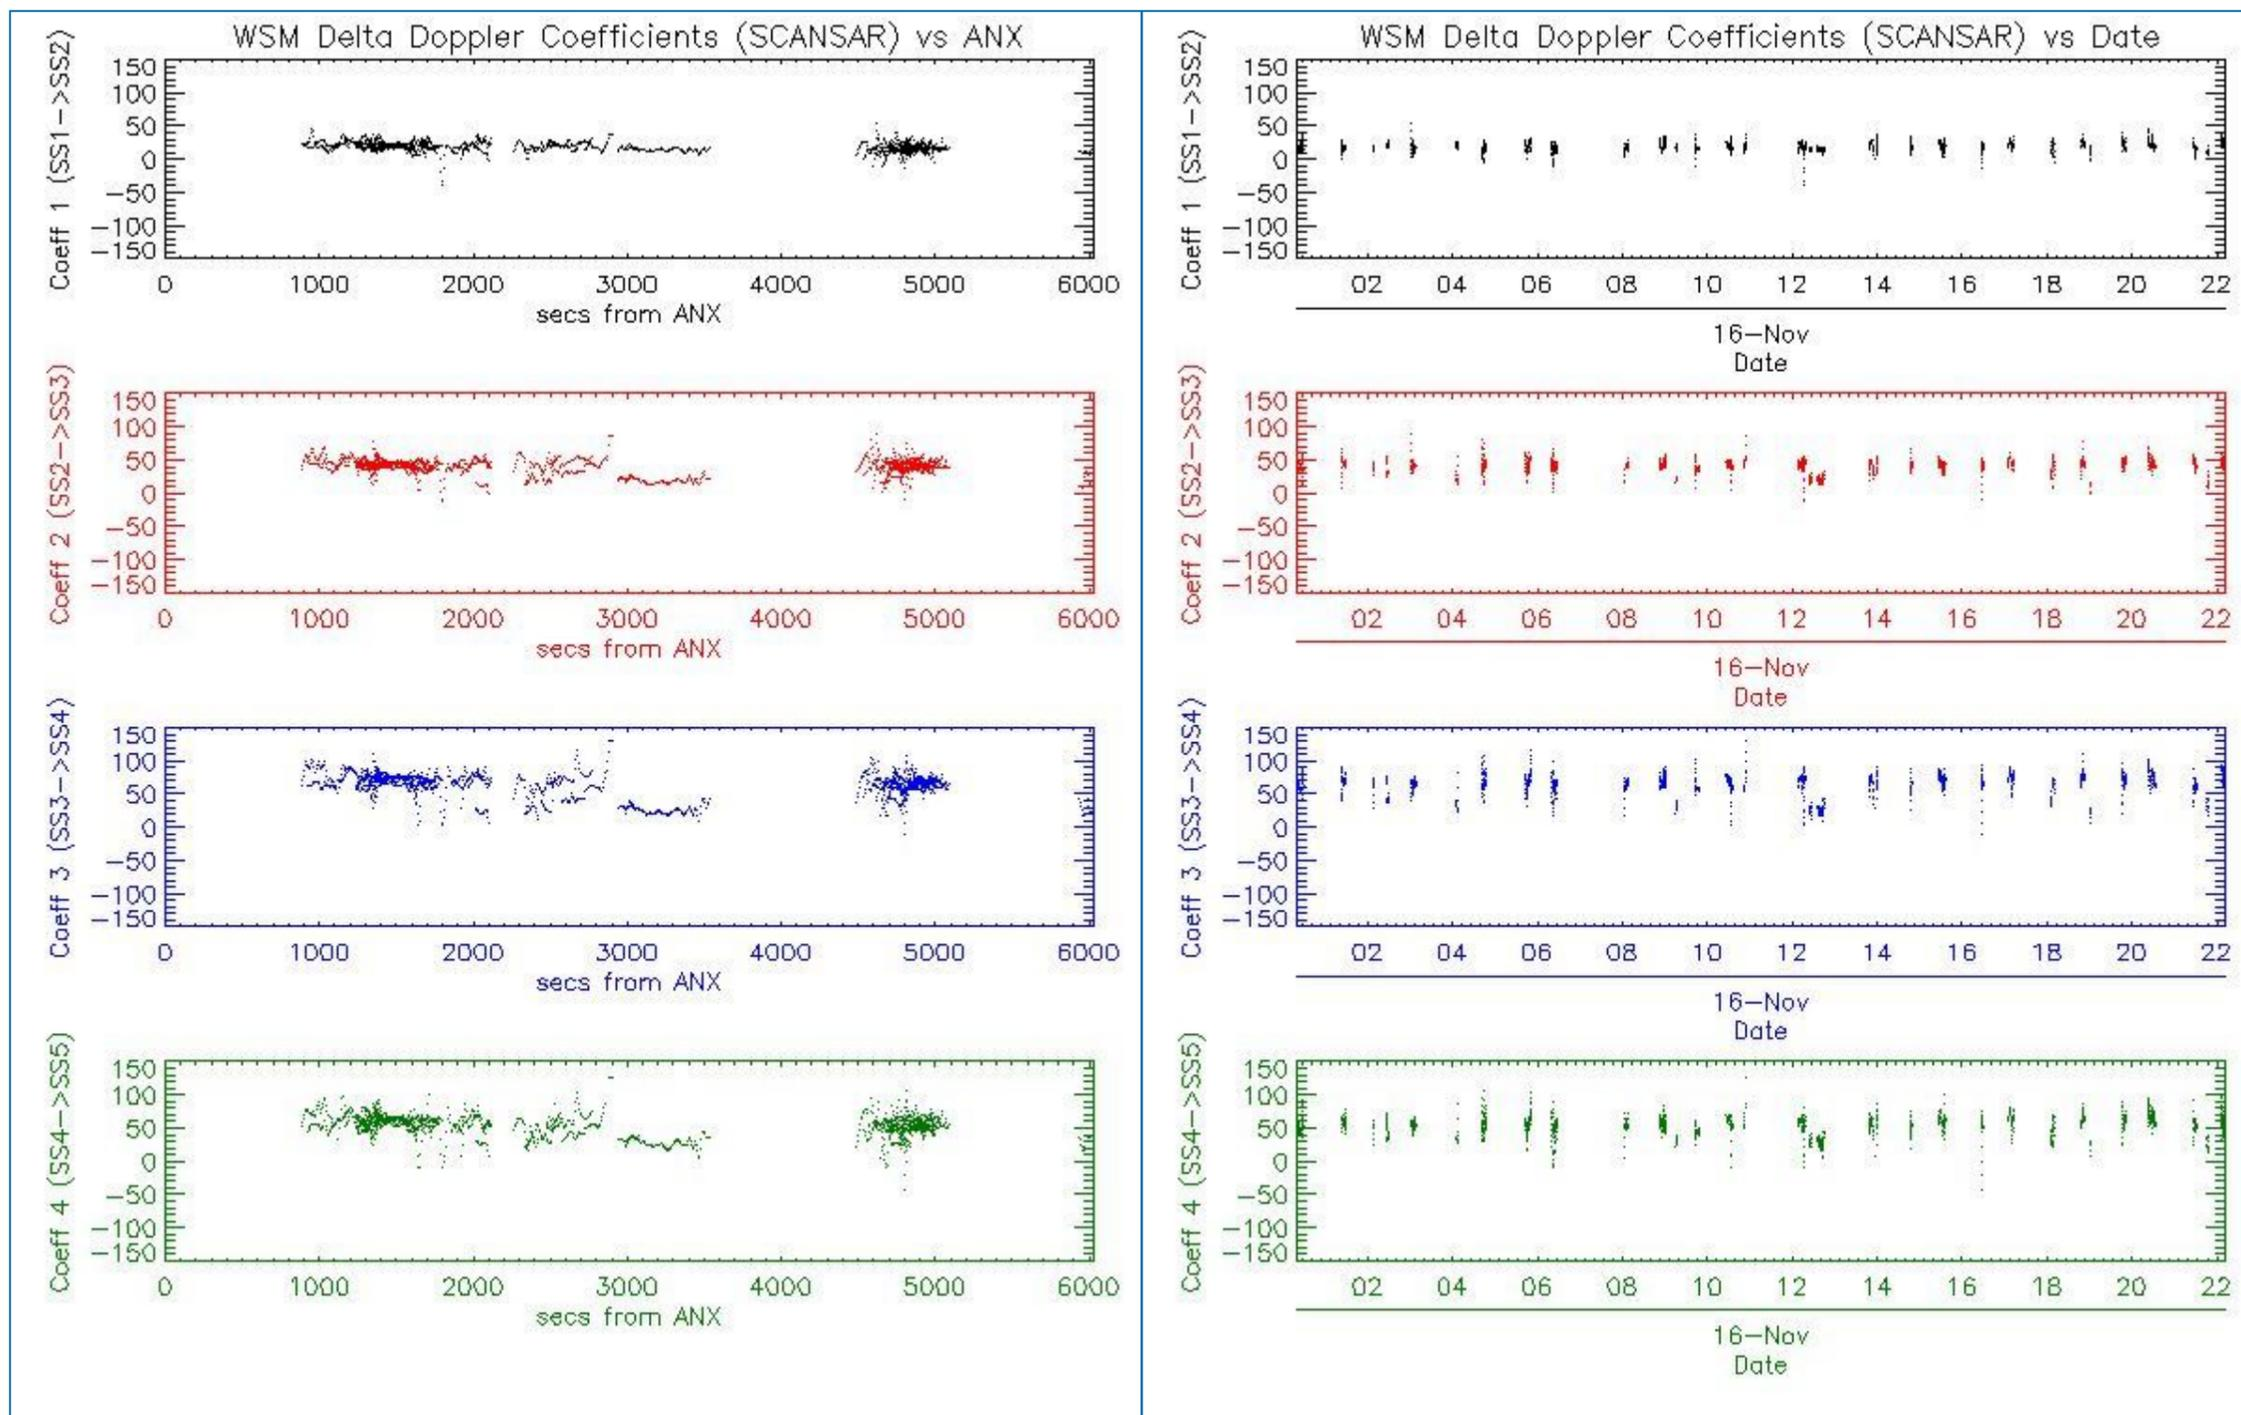 WSM Delta Doppler Coefficients (SCANSAR) vs ANX
Coeff 1 (SS1->SS2)
150
100
50
0
-50
-100
-150
0 1000 2000 3000 4000 5000 6000
secs from ANX
Coeff 2 (SS2->SS3)
150
100
50
0
-50
-100
-150
0 1000 2000 3000 4000 5000 6000
secs from ANX
Coeff 3 (SS3->SS4)
150
100
50
0
-50
-100
-150
0 1000 2000 3000 4000 5000 6000
secs from ANX
Coeff 4 (SS4->SS5)
150
100
50
0
-50
-100
-150
0 1000 2000 3000 4000 5000 6000
secs from ANX
WSM Delta Doppler Coefficients (SCANSAR) vs Date
Coeff 1 (SS1->SS2)
150
100
50
0
-50
-100
-150
02 04 06 08 10 12 14 16 18 20 22
16-Nov
Date
Coeff 2 (SS2->SS3)
150
100
50
0
-50
-100
-150
02 04 06 08 10 12 14 16 18 20 22
16-Nov
Date
Coeff 3 (SS3->SS4)
150
100
50
0
-50
-100
-150
02 04 06 08 10 12 14 16 18 20 22
16-Nov
Date
Coeff 4 (SS4->SS5)
150
100
50
0
-50
-100
-150
02 04 06 08 10 12 14 16 18 20 22
16-Nov
Date